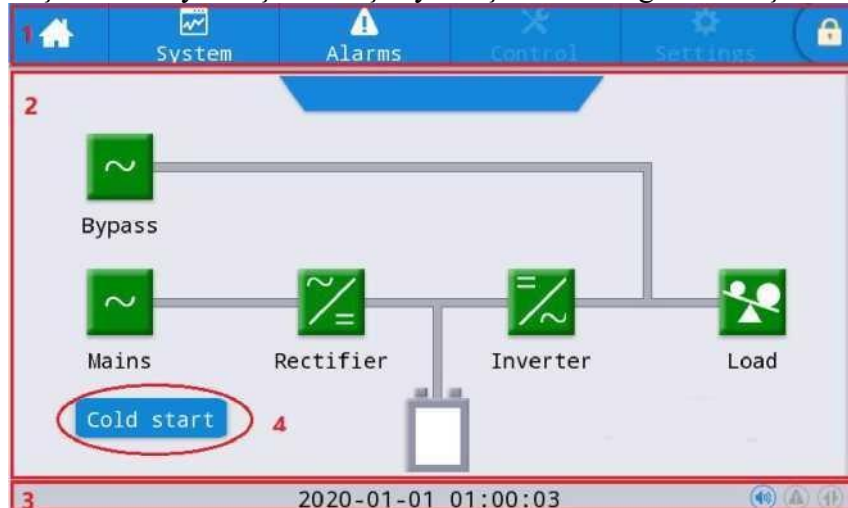 1
System Alarms Control Settings
2
Bypass
Mains Rectifier Inverter Load
Cold start 4
3 2020-01-01 01:00:03